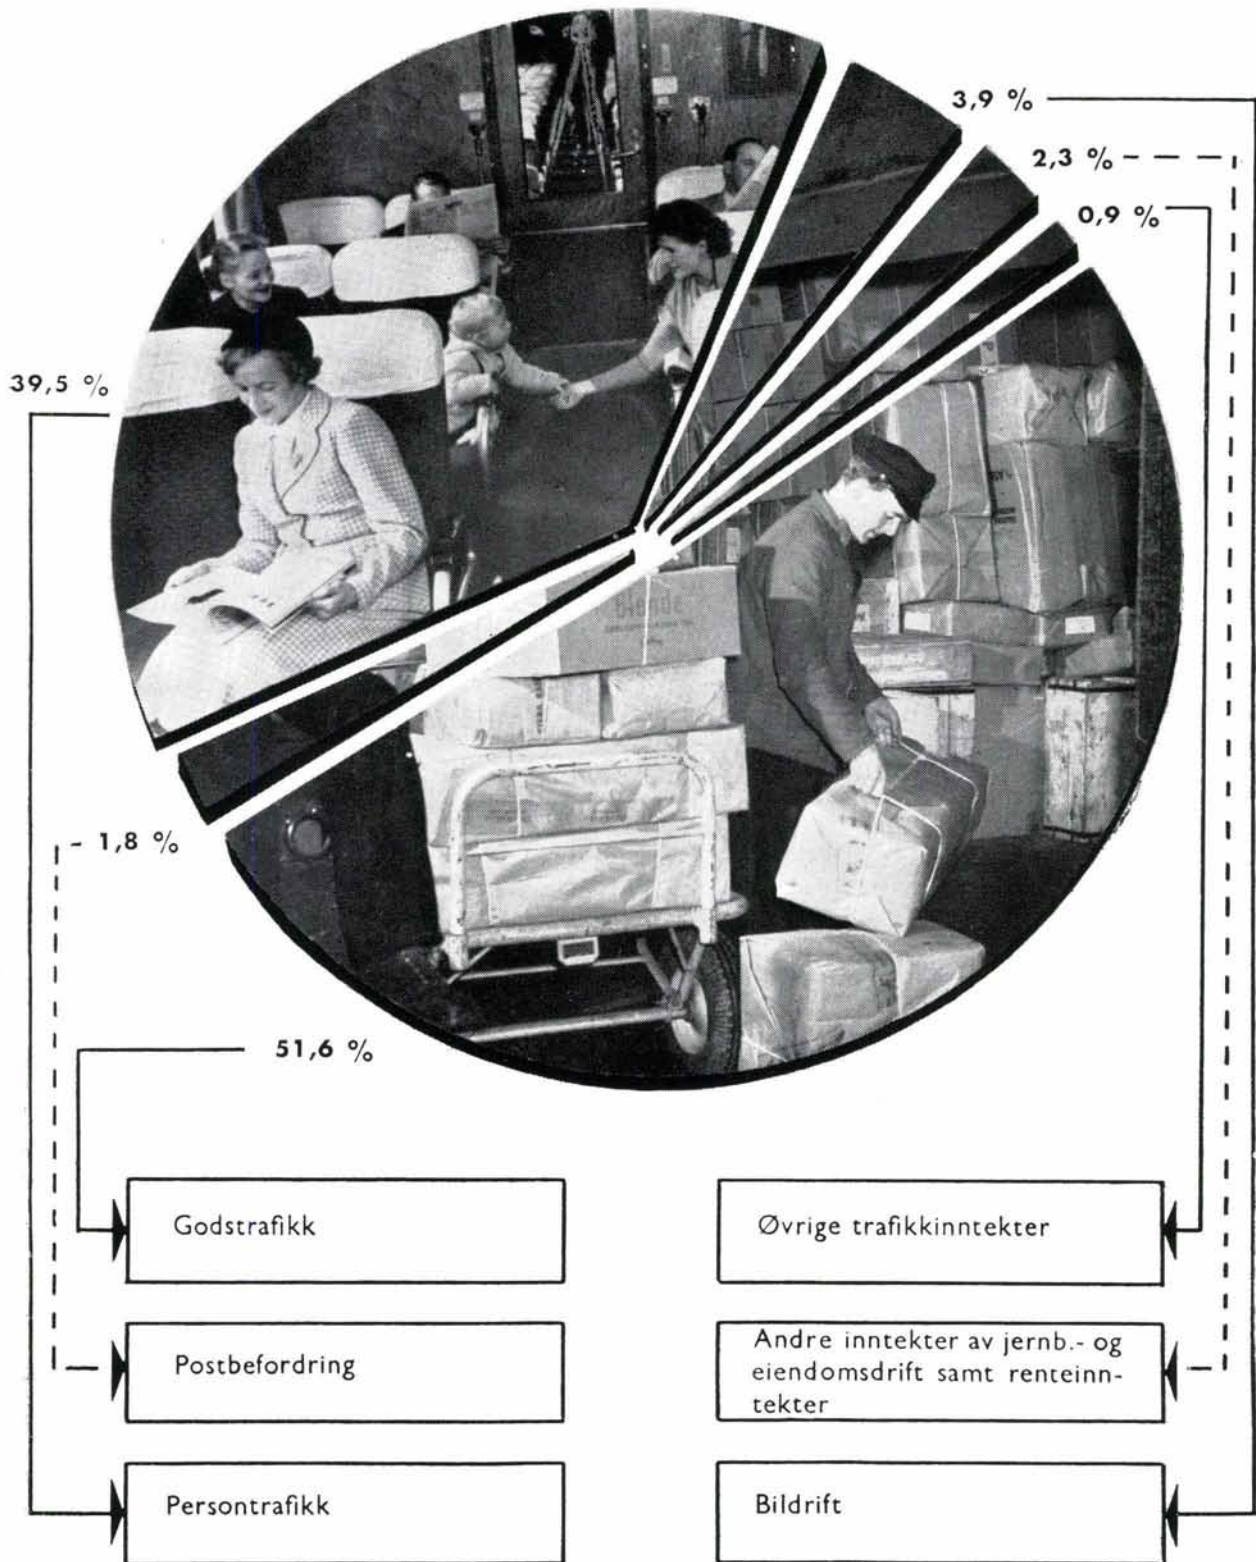 3,9 %
2,3 %
0,9 %
39,5 %
1,8 %
51,6 %
blende
Godstrafikk
Øvrige trafikkinntekter
Postbefordring
Andre inntekter av jernb.- og
eiendomsdrift samt renteinn-
tekter
Persontrafikk
Bildrift